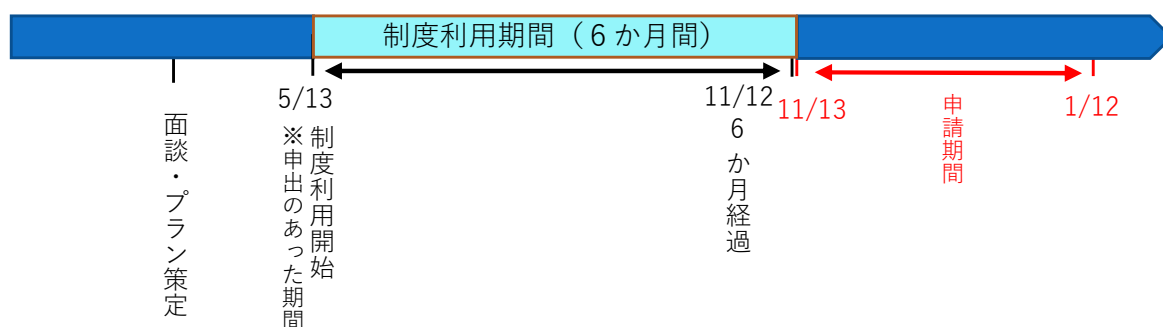 制度利用期間（６か月間）
面談・プラン策定
5/13
制度利用開始
※申出のあった期間
11/12
６か月経過
11/13
申請期間
1/12